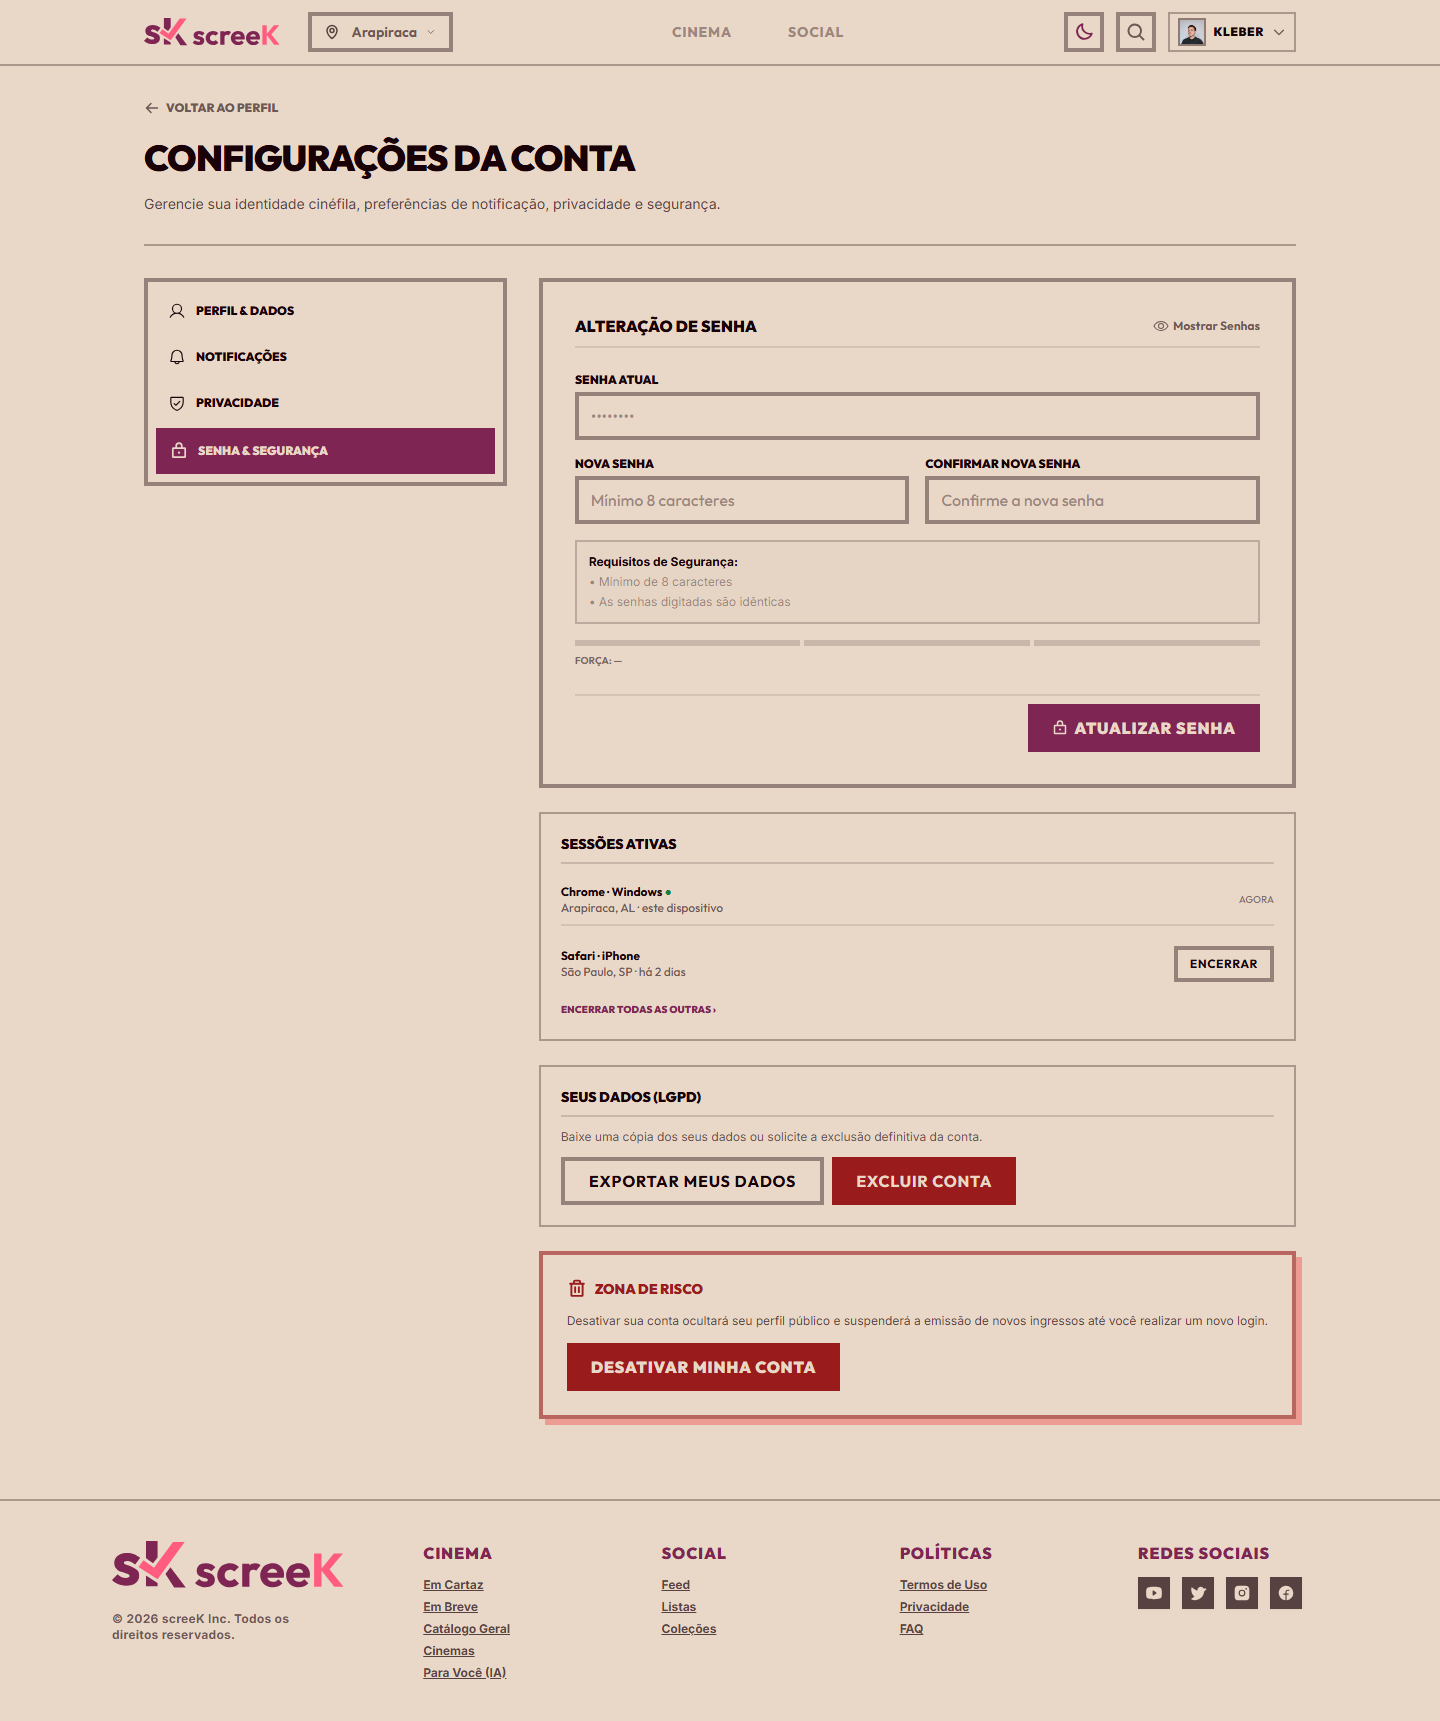 sK screeK
Arapiraca
CINEMA
SOCIAL
KLEBER
VOLTAR AO PERFIL
CONFIGURAÇÕES DA CONTA
Gerencie sua identidade cinéfila, preferências de notificação, privacidade e segurança.
PERFIL & DADOS
NOTIFICAÇÕES
PRIVACIDADE
SENHA & SEGURANÇA
ALTERAÇÃO DE SENHA
Mostrar Senhas
SENHA ATUAL
••••••••
NOVA SENHA
CONFIRMAR NOVA SENHA
Mínimo 8 caracteres
Confirme a nova senha
Requisitos de Segurança:
• Mínimo de 8 caracteres
• As senhas digitadas são idênticas
FORÇA: —
ATUALIZAR SENHA
SESSÕES ATIVAS
Chrome · Windows ●
Arapiraca, AL · este dispositivo
AGORA
Safari · iPhone
São Paulo, SP · há 2 dias
ENCERRAR
ENCERRAR TODAS AS OUTRAS ›
SEUS DADOS (LGPD)
Baixe uma cópia dos seus dados ou solicite a exclusão definitiva da conta.
EXPORTAR MEUS DADOS
EXCLUIR CONTA
ZONA DE RISCO
Desativar sua conta ocultará seu perfil público e suspenderá a emissão de novos ingressos até você realizar um novo login.
DESATIVAR MINHA CONTA
sK screeK
© 2026 screeK Inc. Todos os
direitos reservados.
CINEMA
Em Cartaz
Em Breve
Catálogo Geral
Cinemas
Para Você (IA)
SOCIAL
Feed
Listas
Coleções
POLÍTICAS
Termos de Uso
Privacidade
FAQ
REDES SOCIAIS